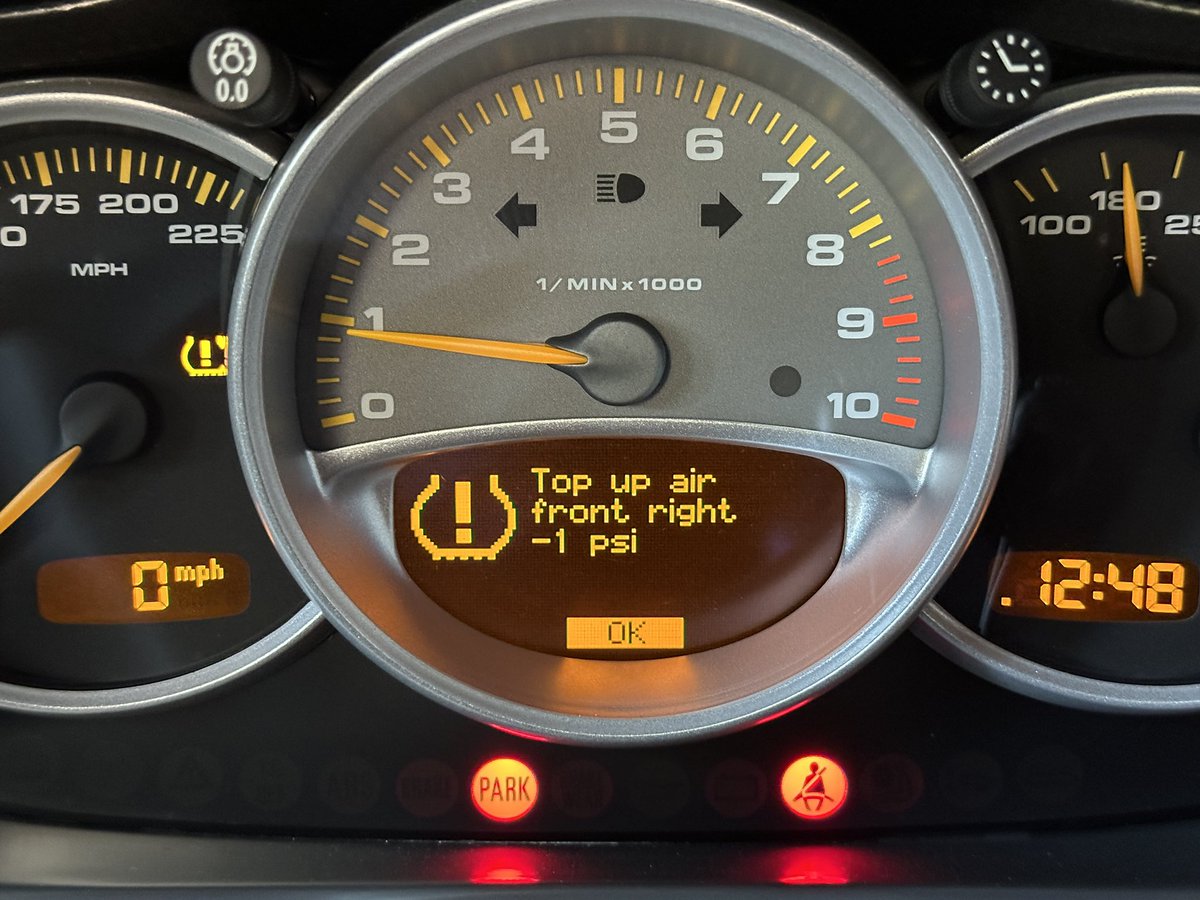 0.0
175 200
225
MPH
0 mph
0
1
2
3
4
5
6
7
8
9
10
1/MIN x 1000
Top up air
front right
-1 psi
OK
100
180
12:48
PARK